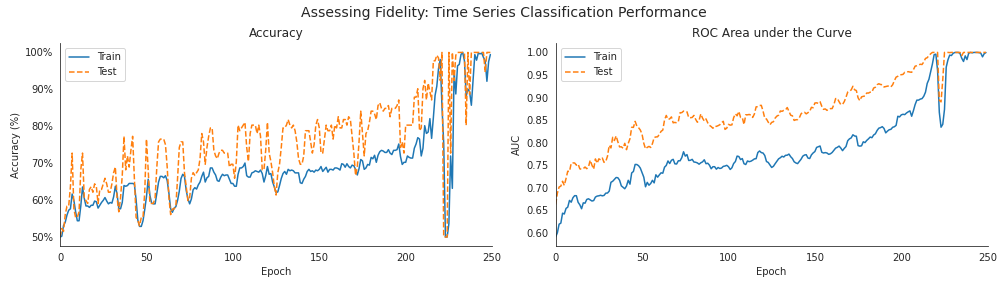 Assessing Fidelity: Time Series Classification Performance
Accuracy
100%
90%
80%
70%
60%
50%
Accuracy (%)
Train
Test
0
50
100
150
200
250
Epoch
ROC Area under the Curve
1.00
0.95
0.90
0.85
0.80
0.75
0.70
0.65
0.60
AUC
Train
Test
0
50
100
150
200
250
Epoch